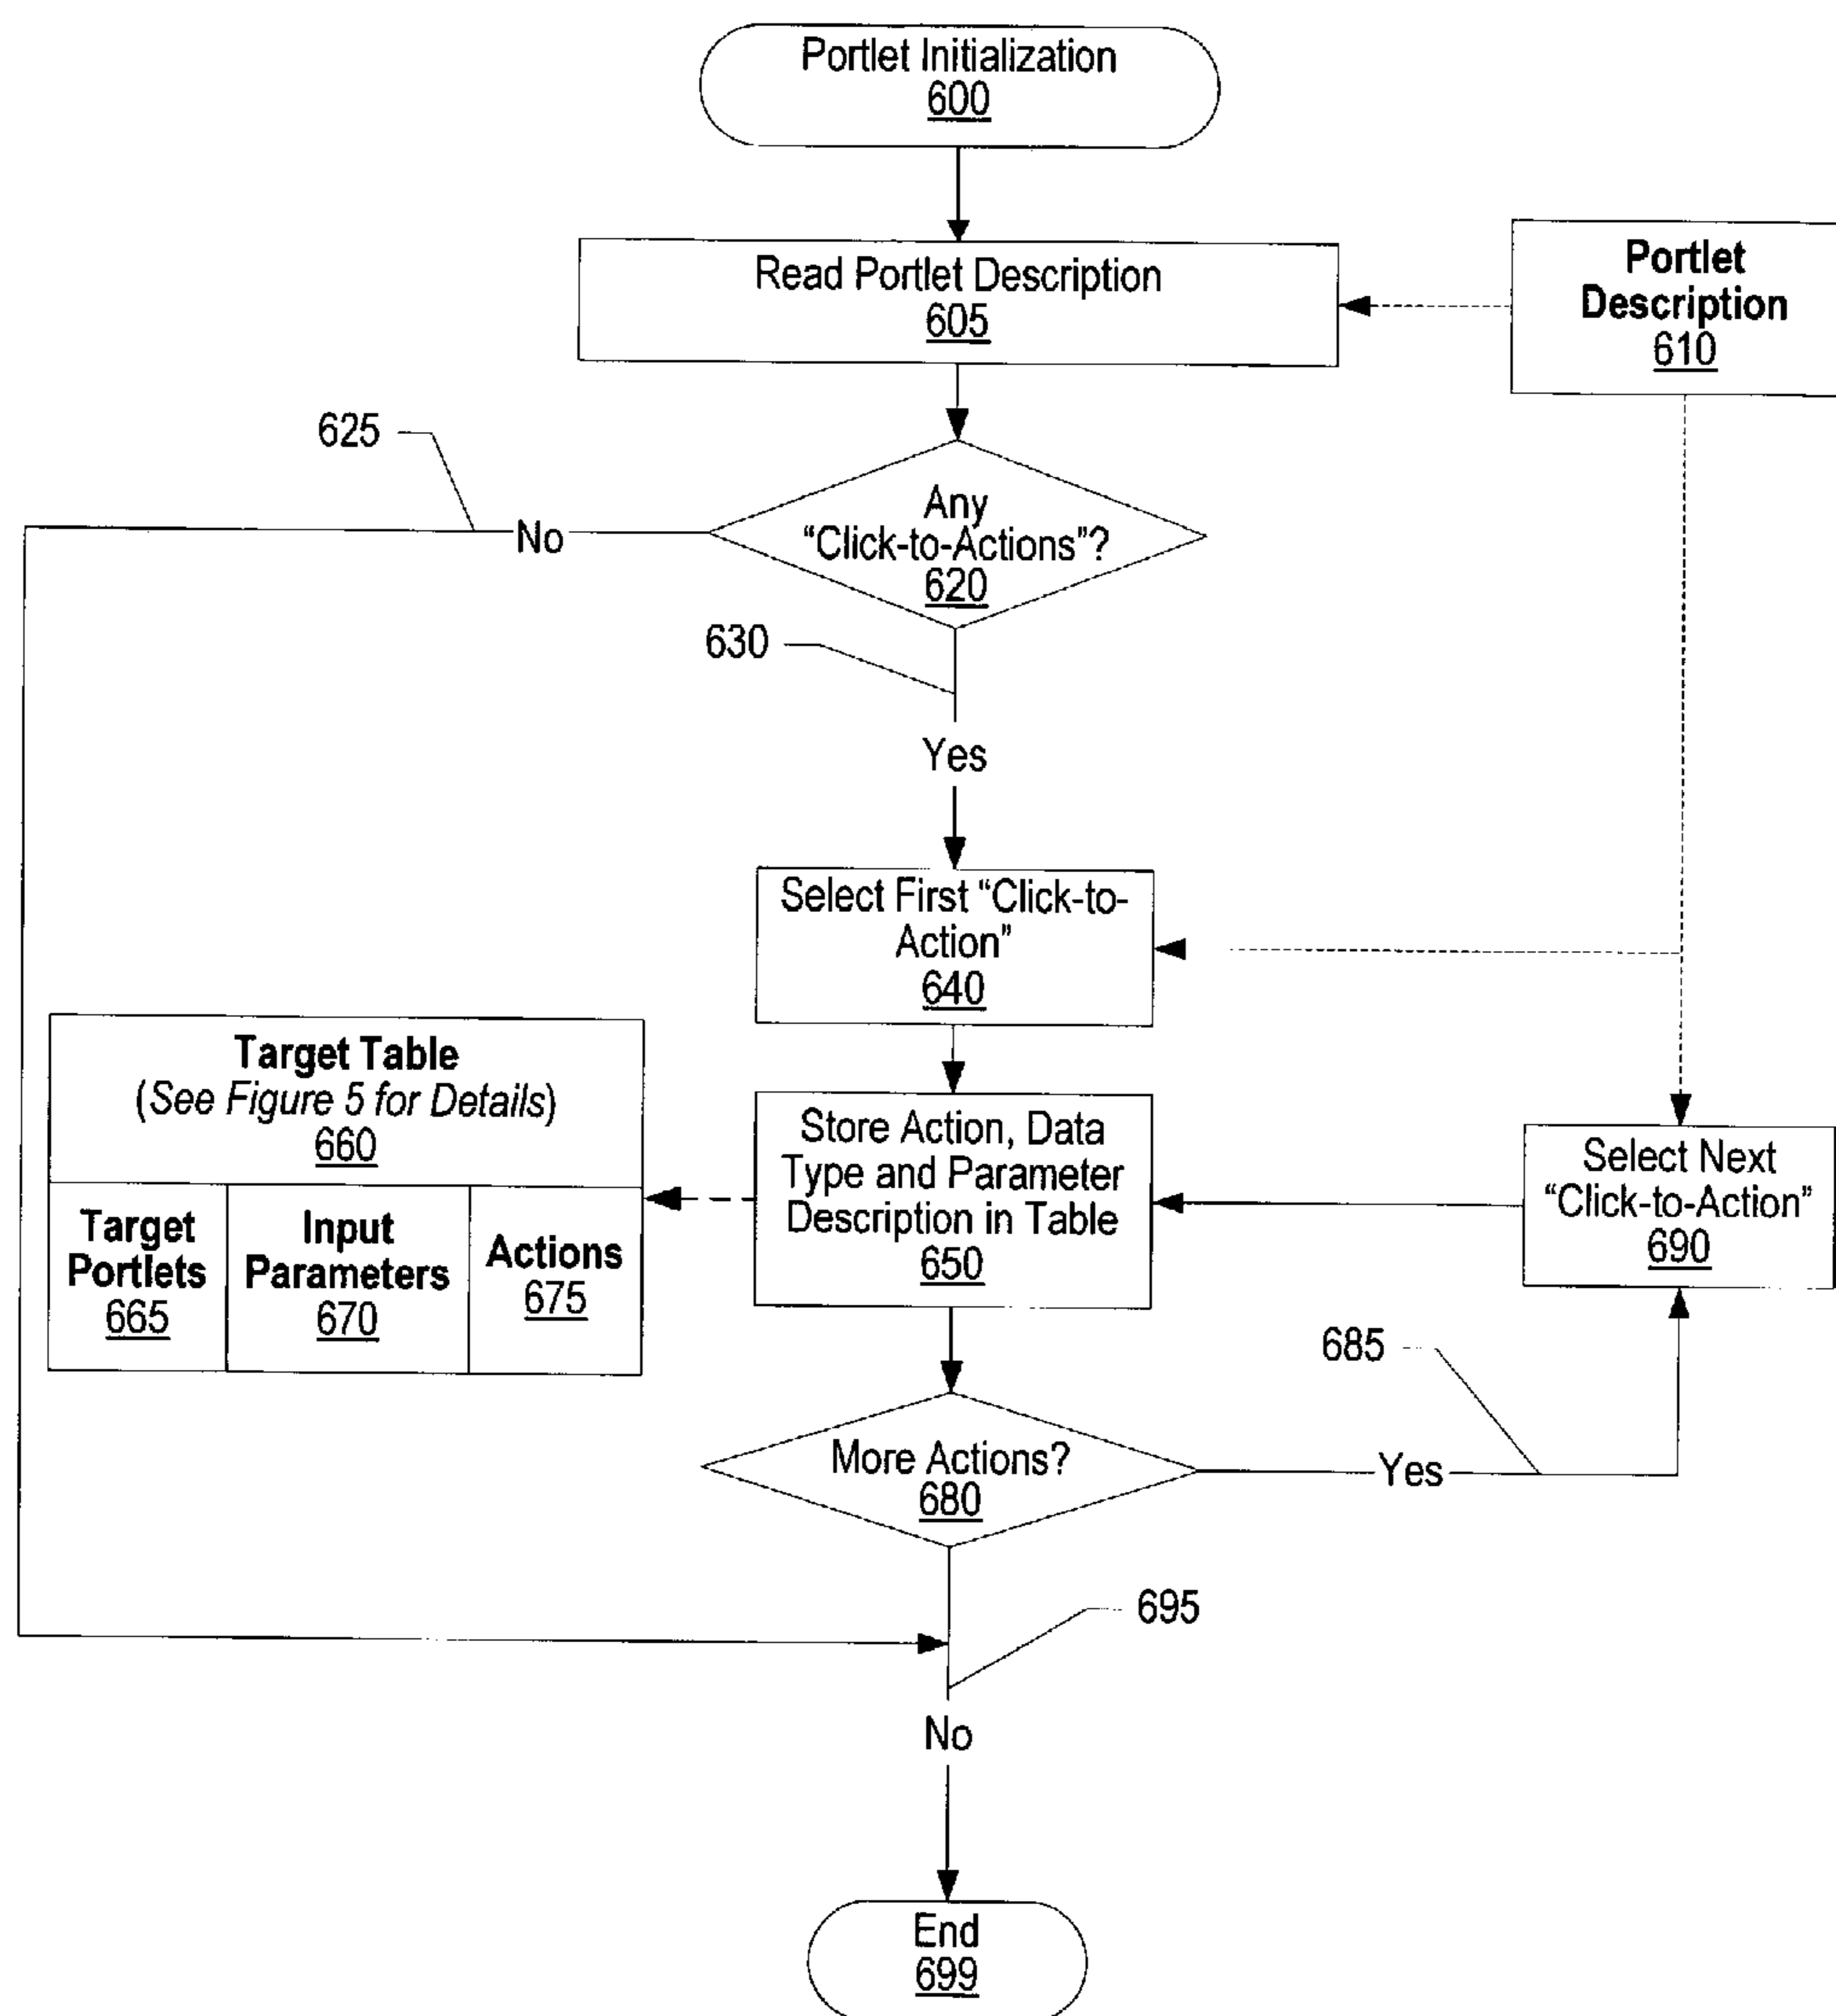 Portlet Initialization
600
Read Portlet Description
605
Portlet
Description
610
625
Any
“Click-to-Actions”?
620
No
630
Yes
Select First “Click-to-
Action”
640
Target Table
(See Figure 5 for Details)
660
Target
Portlets
665
Input
Parameters
670
Actions
675
Store Action, Data
Type and Parameter
Description in Table
650
Select Next
“Click-to-Action”
690
685
More Actions?
680
Yes
695
No
End
699